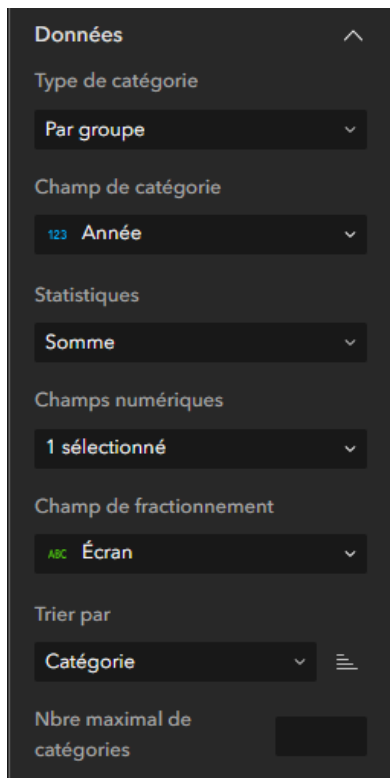 Données
Type de catégorie
Par groupe
Champ de catégorie
123 Année
Statistiques
Somme
Champs numériques
1 sélectionné
Champ de fractionnement
ABC Écran
Trier par
Catégorie
Nbre maximal de
catégories